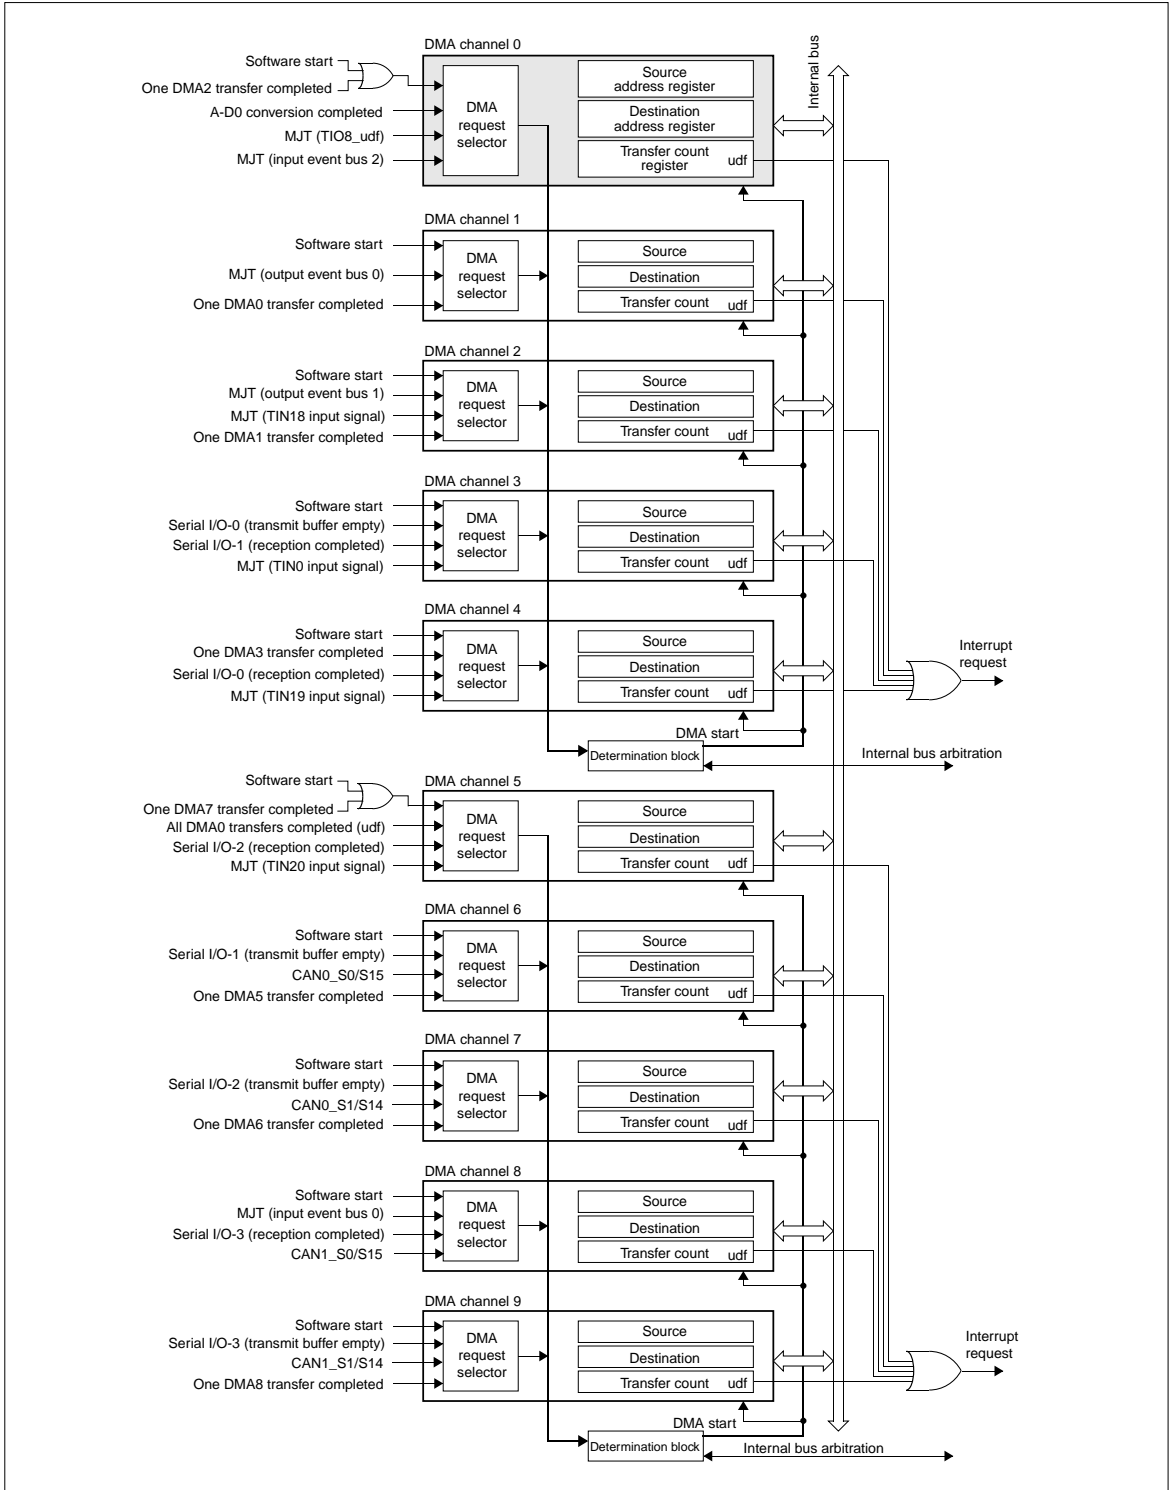 DMA channel 0
Software start
One DMA2 transfer completed
A-D0 conversion completed
MJT (TIO8_udf)
MJT (input event bus 2)
DMA
request
selector
Source
address register
Destination
address register
Transfer count
register
udf
Internal bus
DMA channel 1
Software start
MJT (output event bus 0)
One DMA0 transfer completed
DMA
request
selector
Source
Destination
Transfer count
udf
DMA channel 2
Software start
MJT (output event bus 1)
MJT (TIN18 input signal)
One DMA1 transfer completed
DMA
request
selector
Source
Destination
Transfer count
udf
DMA channel 3
Software start
Serial I/O-0 (transmit buffer empty)
Serial I/O-1 (reception completed)
MJT (TIN0 input signal)
DMA
request
selector
Source
Destination
Transfer count
udf
DMA channel 4
Software start
One DMA3 transfer completed
Serial I/O-0 (reception completed)
MJT (TIN19 input signal)
DMA
request
selector
Source
Destination
Transfer count
udf
Interrupt
request
DMA start
Determination block
Internal bus arbitration
DMA channel 5
Software start
One DMA7 transfer completed
All DMA0 transfers completed (udf)
Serial I/O-2 (reception completed)
MJT (TIN20 input signal)
DMA
request
selector
Source
Destination
Transfer count
udf
DMA channel 6
Software start
Serial I/O-1 (transmit buffer empty)
CAN0_S0/S15
One DMA5 transfer completed
DMA
request
selector
Source
Destination
Transfer count
udf
DMA channel 7
Software start
Serial I/O-2 (transmit buffer empty)
CAN0_S1/S14
One DMA6 transfer completed
DMA
request
selector
Source
Destination
Transfer count
udf
DMA channel 8
Software start
MJT (input event bus 0)
Serial I/O-3 (reception completed)
CAN1_S0/S15
DMA
request
selector
Source
Destination
Transfer count
udf
DMA channel 9
Software start
Serial I/O-3 (transmit buffer empty)
CAN1_S1/S14
One DMA8 transfer completed
DMA
request
selector
Source
Destination
Transfer count
udf
Interrupt
request
DMA start
Determination block
Internal bus arbitration